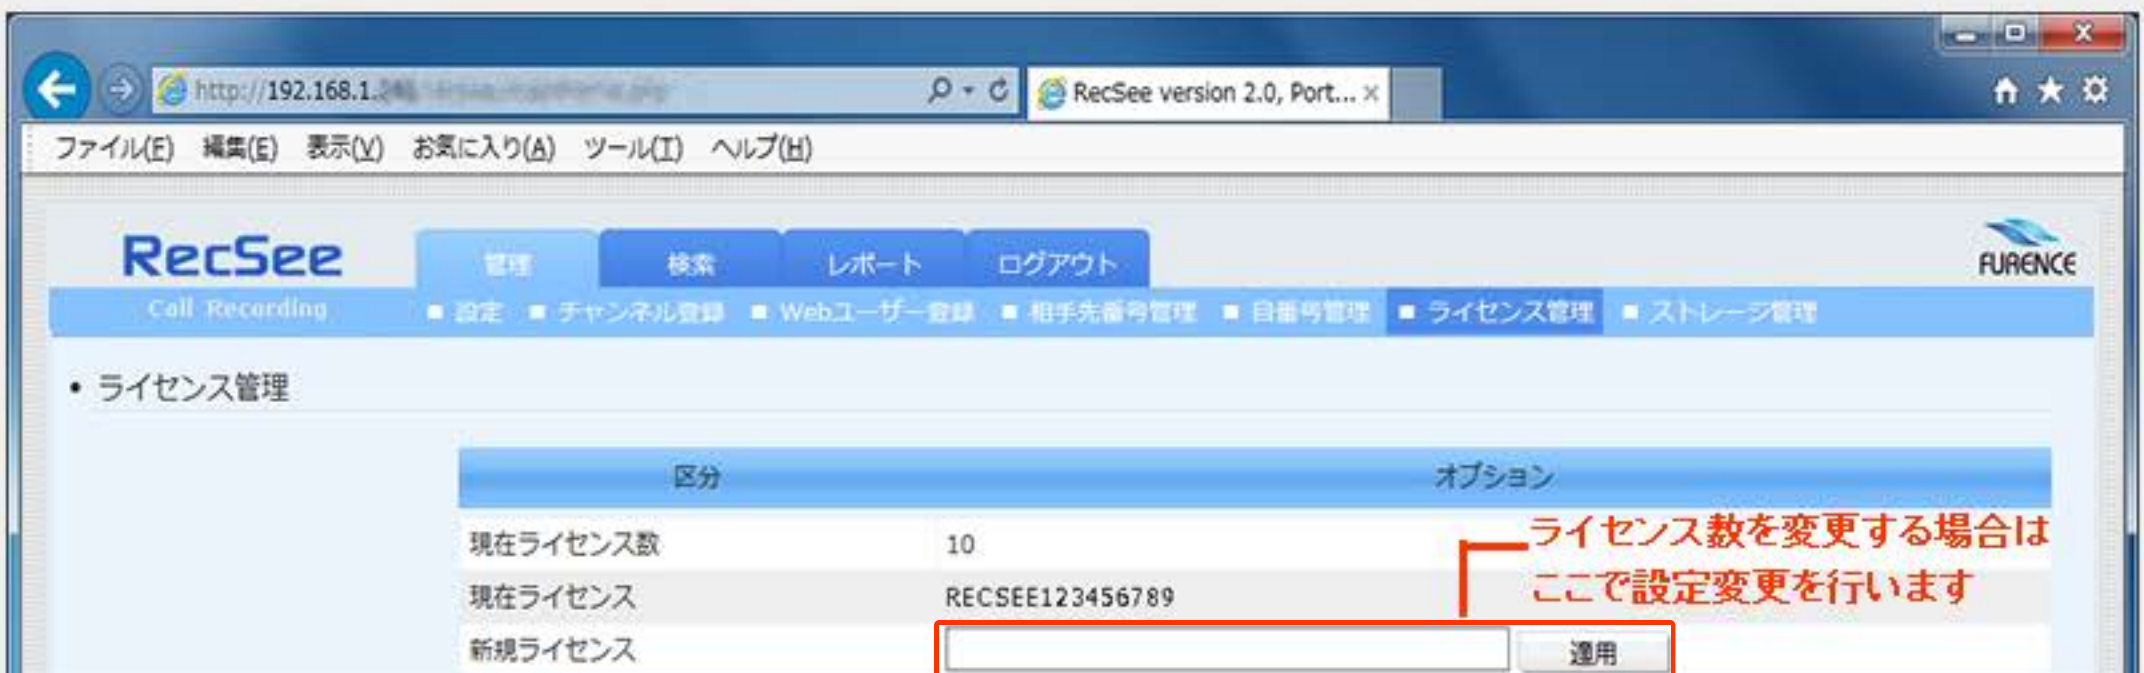 http://192.168.1.
RecSee version 2.0, Port... ×
ファイル(F) 編集(E) 表示(V) お気に入り(A) ツール(T) ヘルプ(H)
RecSee 管理 検索 レポート ログアウト FURENCE
Call Recording ■ 設定 ■ チャンネル登録 ■ Webユーザー登録 ■ 相手先番号管理 ■ 自番号管理 ■ ライセンス管理 ■ ストレージ管理
• ライセンス管理
区分 オプション
現在ライセンス数 10
ライセンス数を変更する場合は
ここで設定変更を行います
現在ライセンス RECSEE123456789
新規ライセンス 適用